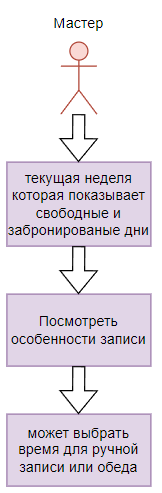 Мастер
текущая неделя
которая показывает
свободные и
забронированые дни
Посмотреть
особенности записи
может выбрать
время для ручной
записи или обеда